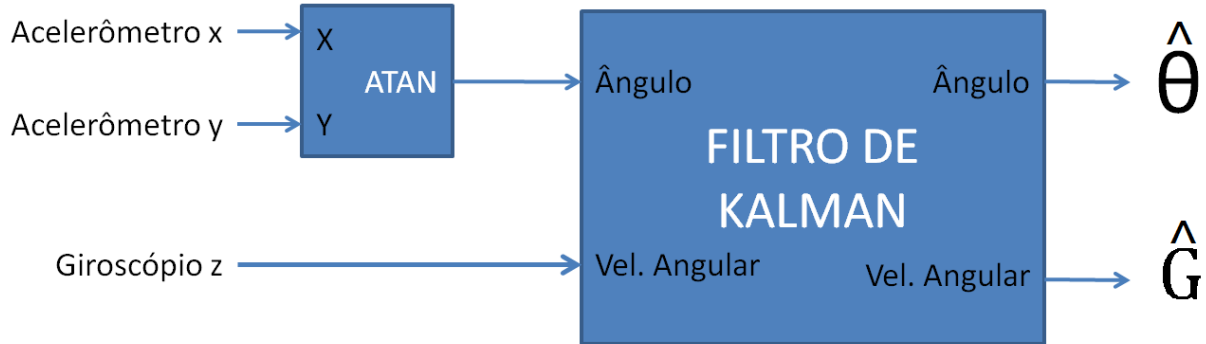 Acelerômetro x
X
ATAN
Acelerômetro y
Y
Ângulo
Ângulo
θ̂
FILTRO DE
KALMAN
Giroscópio z
Vel. Angular
Vel. Angular
Ĝ